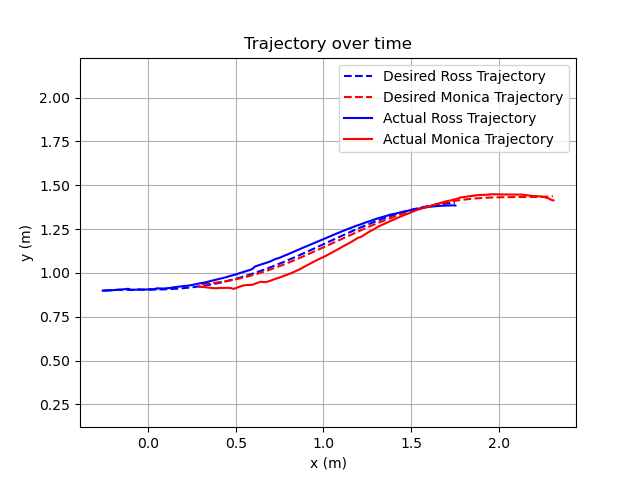 Trajectory over time
Desired Ross Trajectory
Desired Monica Trajectory
Actual Ross Trajectory
Actual Monica Trajectory
2.00
1.75
1.50
1.25
1.00
0.75
0.50
0.25
y (m)
0.0 0.5 1.0 1.5 2.0
x (m)